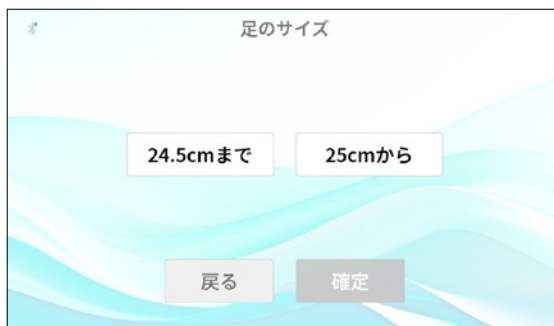 足のサイズ
24.5cmまで
25cmから
戻る
確定